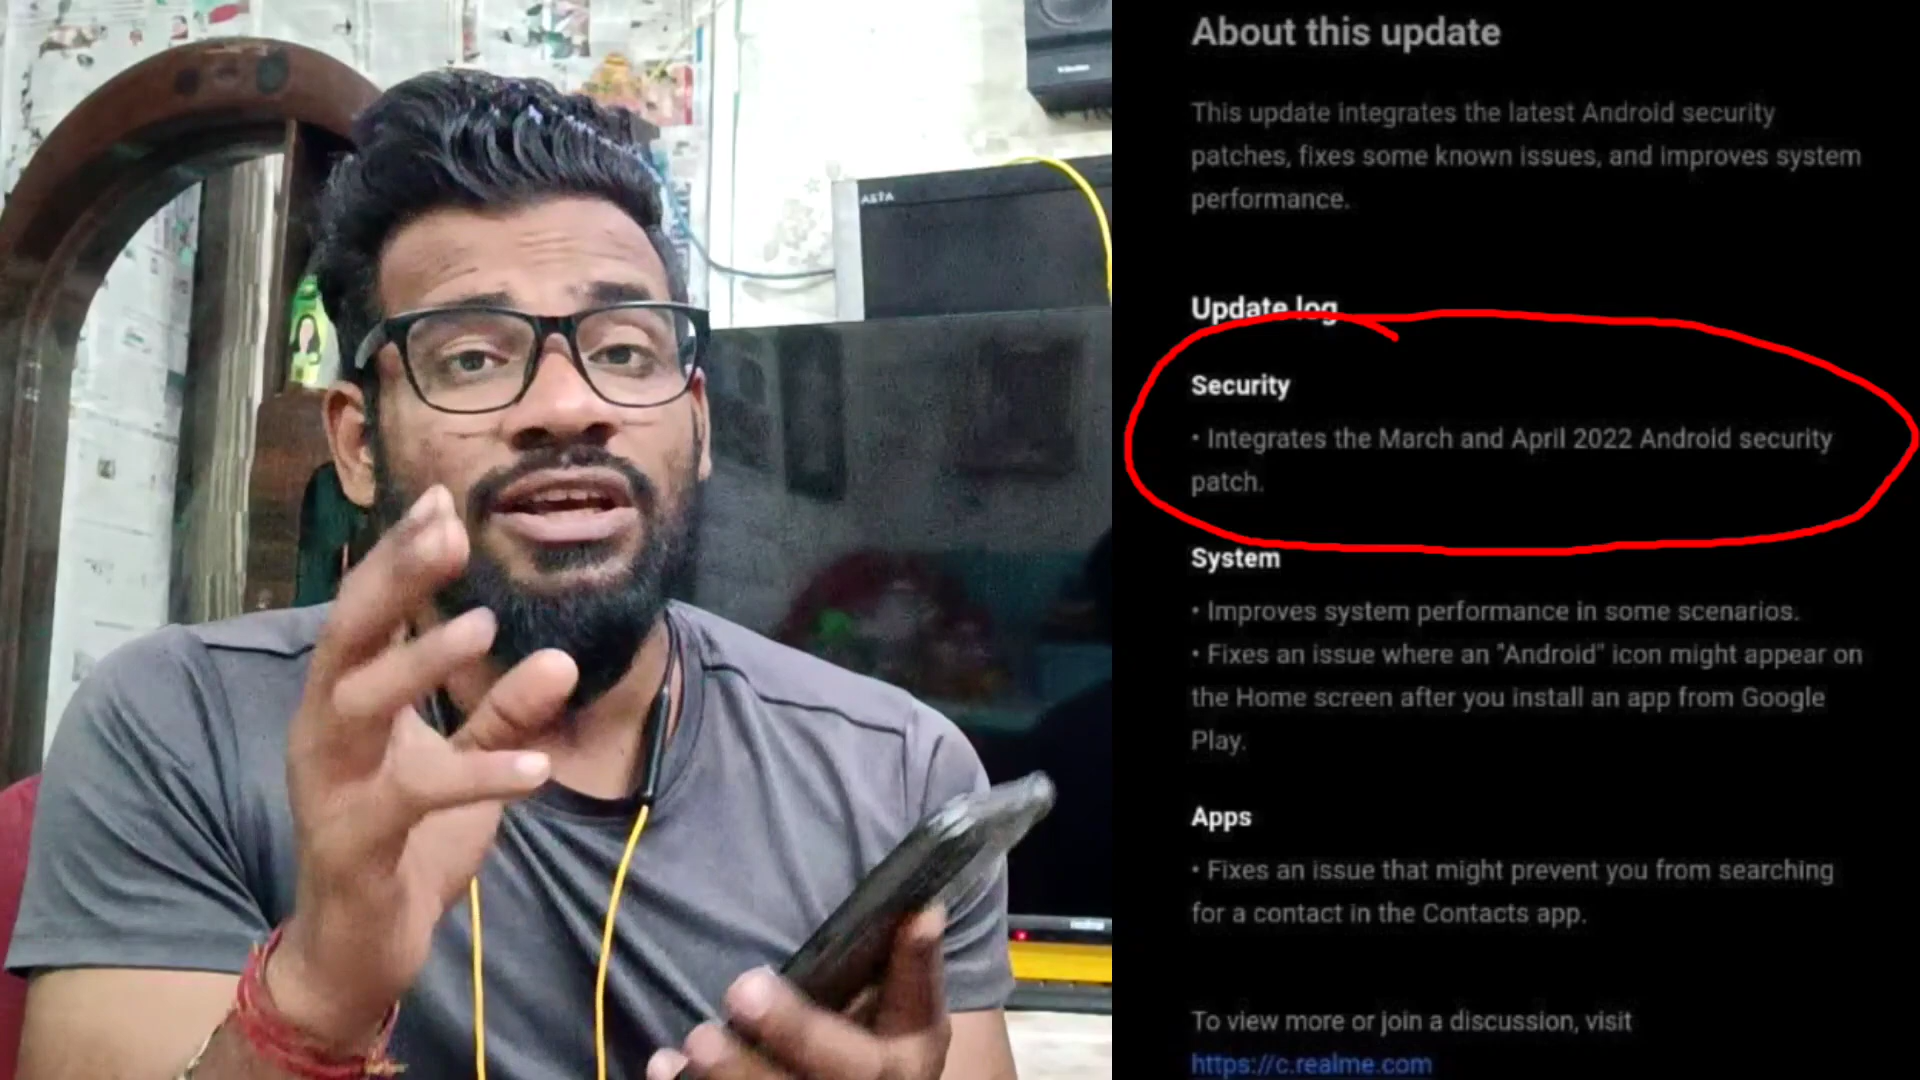 ASTA
realme
About this update
This update integrates the latest Android security
patches, fixes some known issues, and improves system
performance.
Update log
Security
• Integrates the March and April 2022 Android security
patch.
System
• Improves system performance in some scenarios.
• Fixes an issue where an "Android" icon might appear on
the Home screen after you install an app from Google
Play.
Apps
• Fixes an issue that might prevent you from searching
for a contact in the Contacts app.
To view more or join a discussion, visit
https://c.realme.com